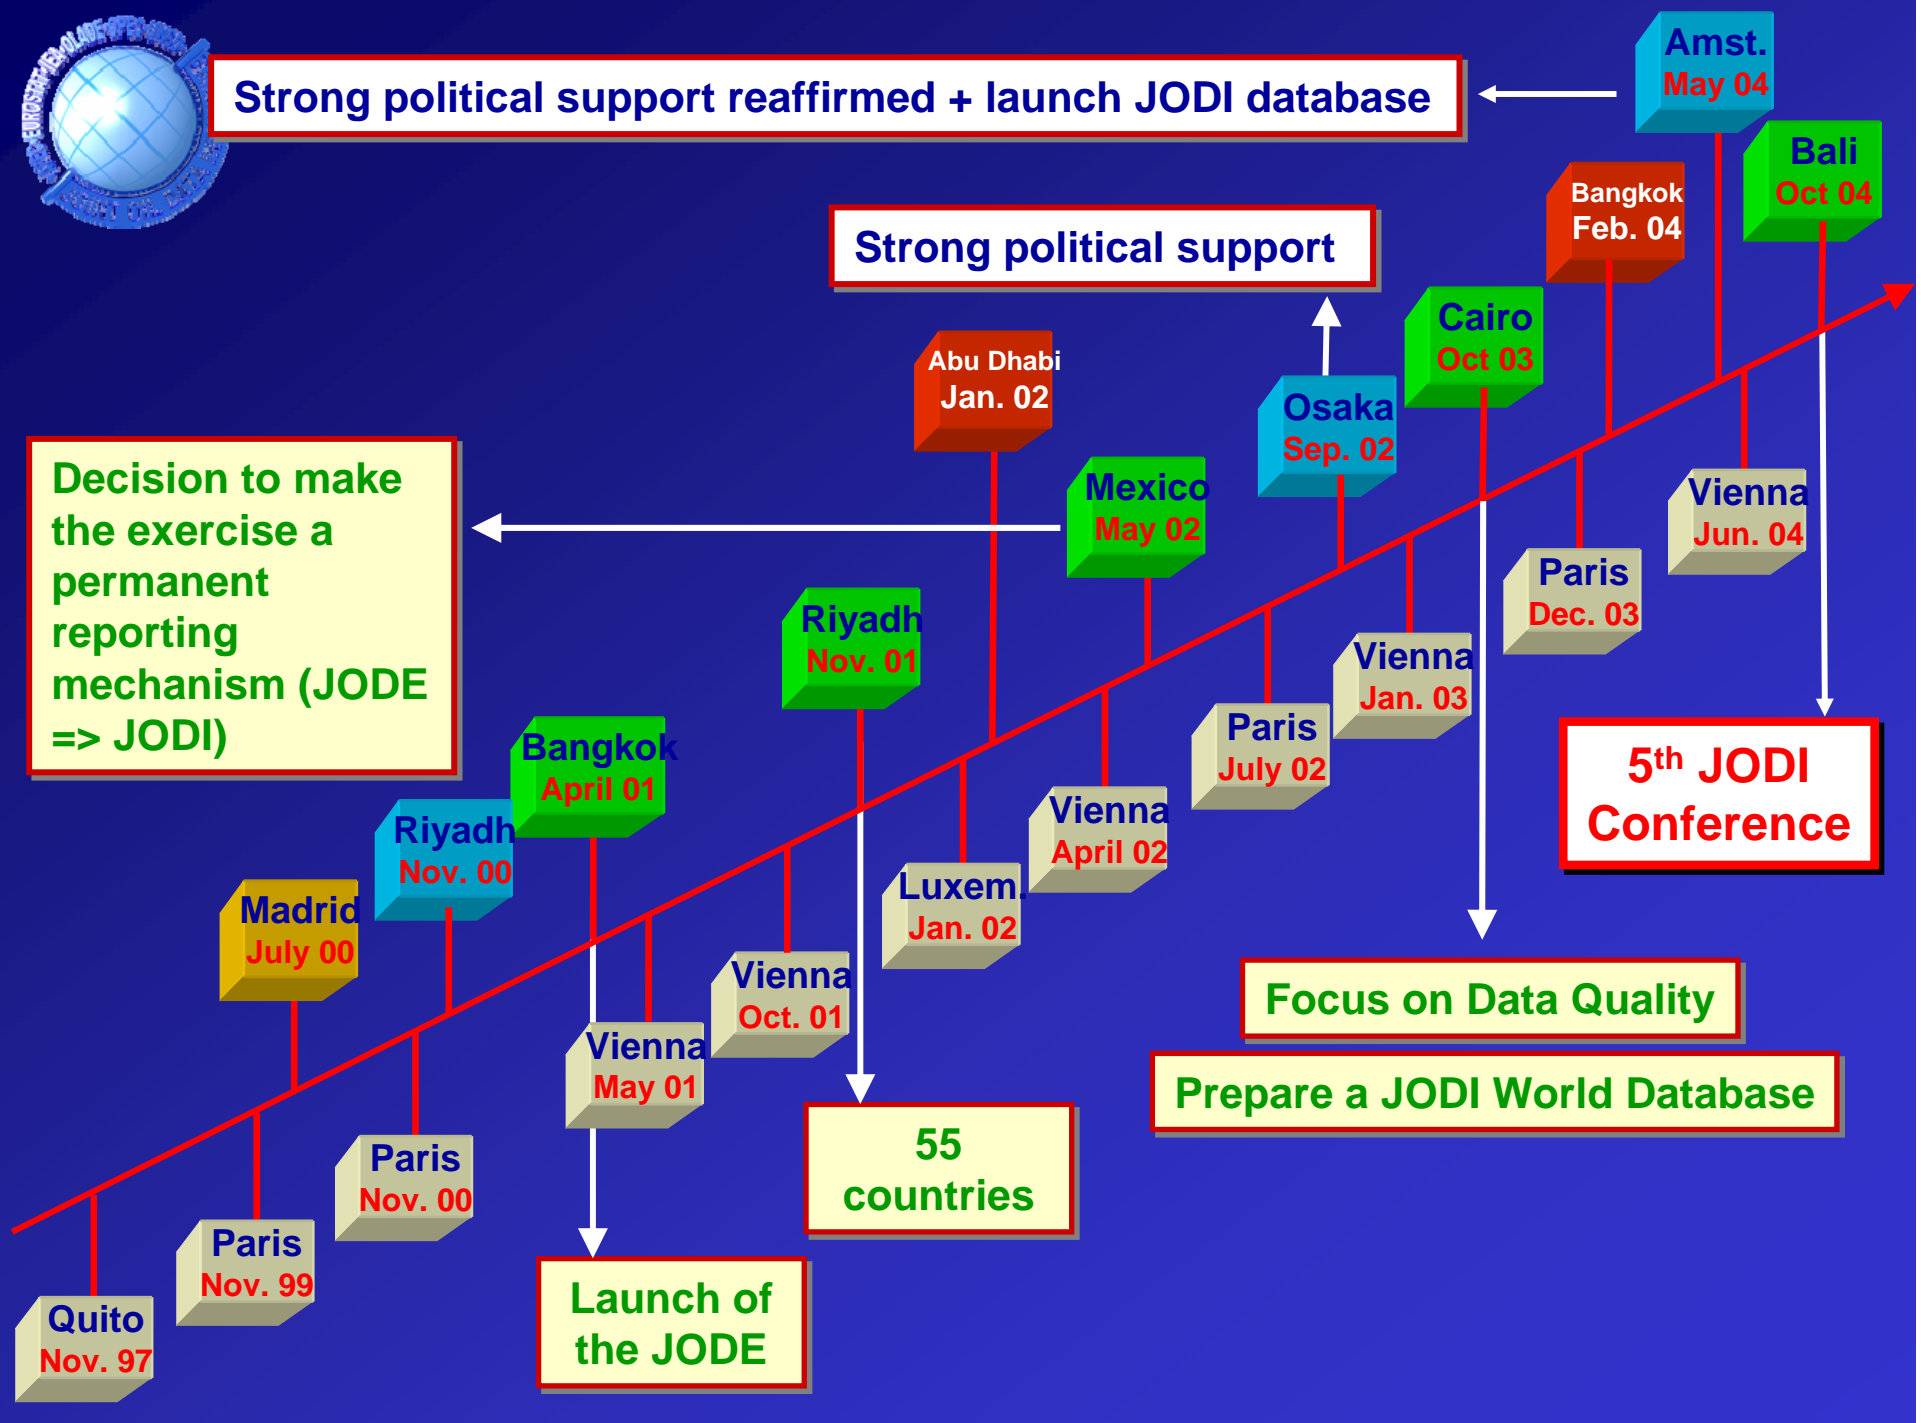 Strong political support reaffirmed + launch JODI database
Amst.
May 04
Bali
Oct 04
Bangkok
Feb. 04
Strong political support
Cairo
Oct 03
Abu Dhabi
Jan. 02
Osaka
Sep. 02
Decision to make
the exercise a
permanent
reporting
mechanism (JODE
=> JODI)
Mexico
May 02
Vienna
Jun. 04
Paris
Dec. 03
Riyadh
Nov. 01
Vienna
Jan. 03
Paris
July 02
Bangkok
April 01
5th JODI
Conference
Vienna
April 02
Riyadh
Nov. 00
Luxem.
Jan. 02
Madrid
July 00
Vienna
Oct. 01
Focus on Data Quality
Vienna
May 01
Prepare a JODI World Database
55
countries
Paris
Nov. 00
Paris
Nov. 99
Launch of
the JODE
Quito
Nov. 97